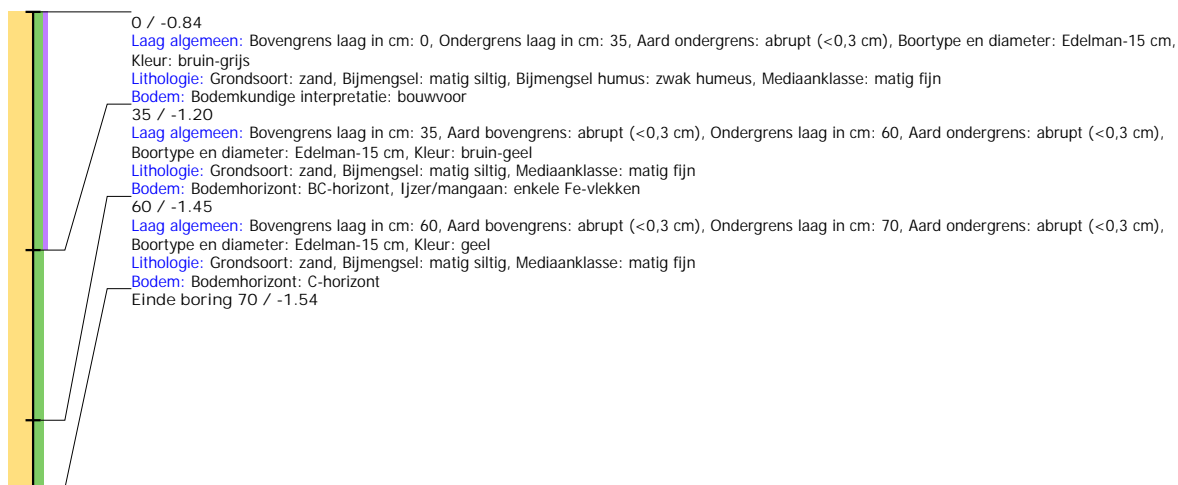 0 / -0.84
Laag algemeen: Bovengrens laag in cm: 0, Ondergrens laag in cm: 35, Aard ondergrens: abrupt (<0,3 cm), Boortype en diameter: Edelman-15 cm,
Kleur: bruin-grijs
Lithologie: Grondsoort: zand, Bijmengsel: matig siltig, Bijmengsel humus: zwak humeus, Mediaanklasse: matig fijn
Bodem: Bodemkundige interpretatie: bouwvoor
35 / -1.20
Laag algemeen: Bovengrens laag in cm: 35, Aard bovengrens: abrupt (<0,3 cm), Ondergrens laag in cm: 60, Aard ondergrens: abrupt (<0,3 cm),
Boortype en diameter: Edelman-15 cm, Kleur: bruin-geel
Lithologie: Grondsoort: zand, Bijmengsel: matig siltig, Mediaanklasse: matig fijn
Bodem: Bodemhorizont: BC-horizont, Ijzer/mangaan: enkele Fe-vlekken
60 / -1.45
Laag algemeen: Bovengrens laag in cm: 60, Aard bovengrens: abrupt (<0,3 cm), Ondergrens laag in cm: 70, Aard ondergrens: abrupt (<0,3 cm),
Boortype en diameter: Edelman-15 cm, Kleur: geel
Lithologie: Grondsoort: zand, Bijmengsel: matig siltig, Mediaanklasse: matig fijn
Bodem: Bodemhorizont: C-horizont
Einde boring 70 / -1.54